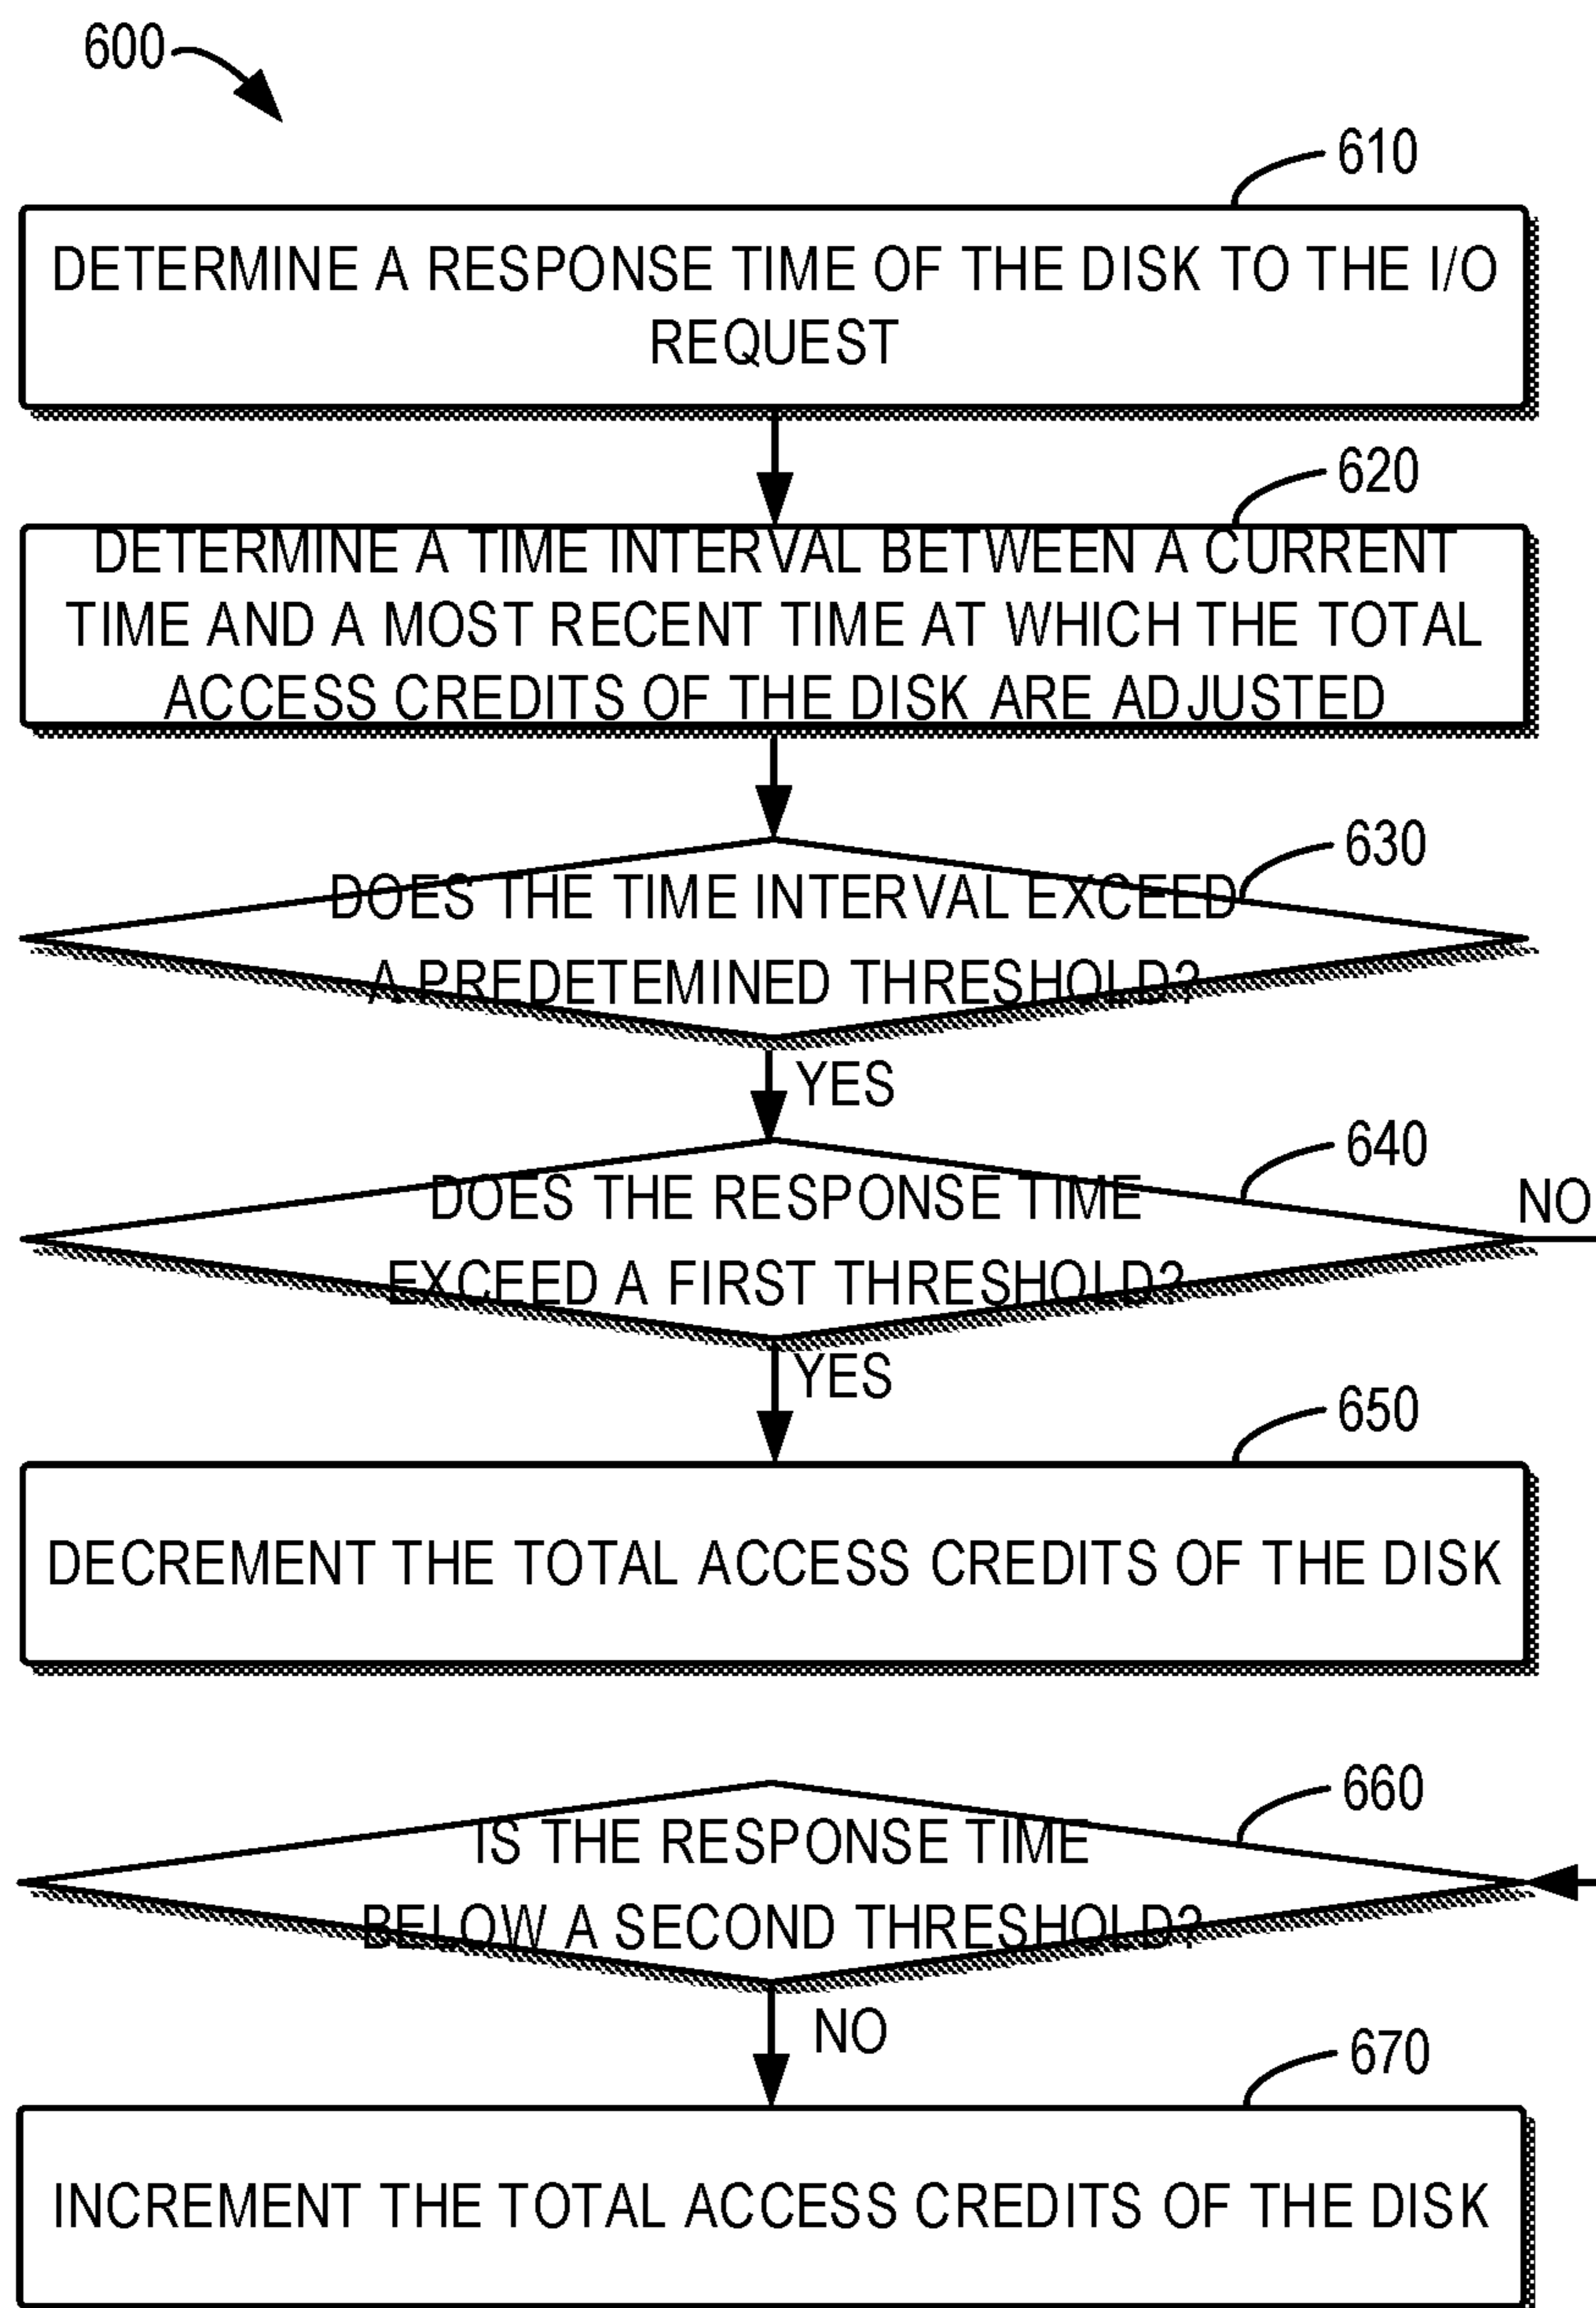 600
610
DETERMINE A RESPONSE TIME OF THE DISK TO THE I/O
REQUEST
620
DETERMINE A TIME INTERVAL BETWEEN A CURRENT
TIME AND A MOST RECENT TIME AT WHICH THE TOTAL
ACCESS CREDITS OF THE DISK ARE ADJUSTED
630
DOES THE TIME INTERVAL EXCEED
A PREDETEMINED THRESHOLD?
YES
640
NO
DOES THE RESPONSE TIME
EXCEED A FIRST THRESHOLD?
YES
650
DECREMENT THE TOTAL ACCESS CREDITS OF THE DISK
660
IS THE RESPONSE TIME
BELOW A SECOND THRESHOLD?
NO
670
INCREMENT THE TOTAL ACCESS CREDITS OF THE DISK